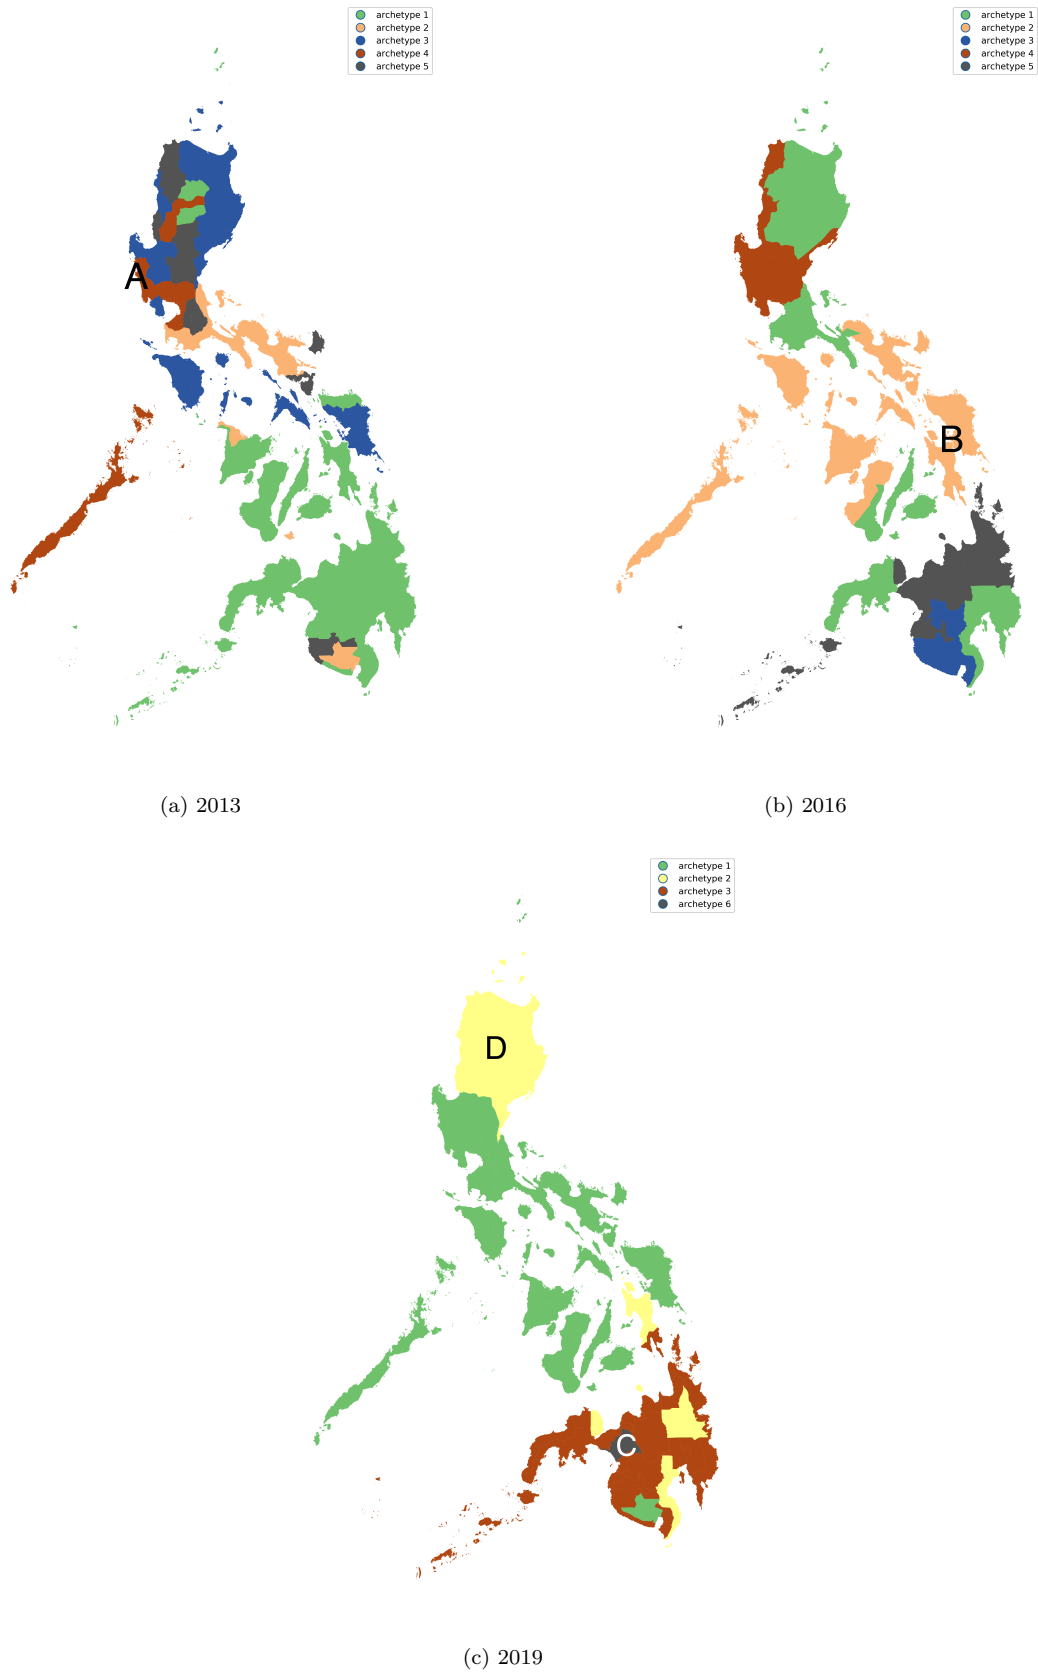 archetype 1
archetype 2
archetype 3
archetype 4
archetype 5
A
(a) 2013
archetype 1
archetype 2
archetype 3
archetype 4
archetype 5
B
(b) 2016
archetype 1
archetype 2
archetype 3
archetype 6
D
C
(c) 2019